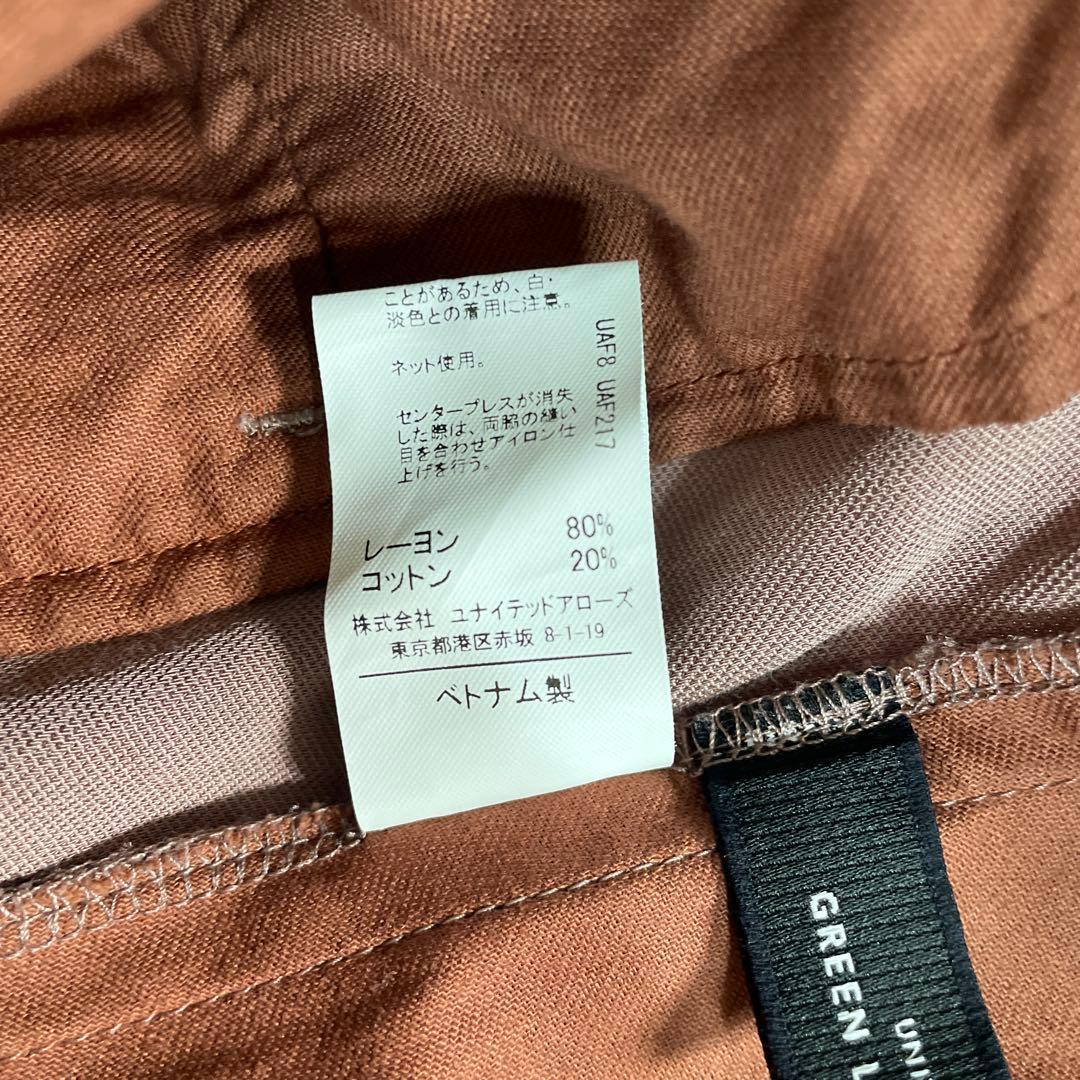 ことがあるため、白・
淡色との着用に注意。
ネット使用。
センタープレスが消失
した際は、両脇の縫い
目を合わせアイロン仕
上げを行う。
UAF8 UAF217
レーヨン 80%
コットン 20%
株式会社 ユナイテッドアローズ
東京都港区赤坂 8-1-19
ベトナム製
UNI
GREEN L